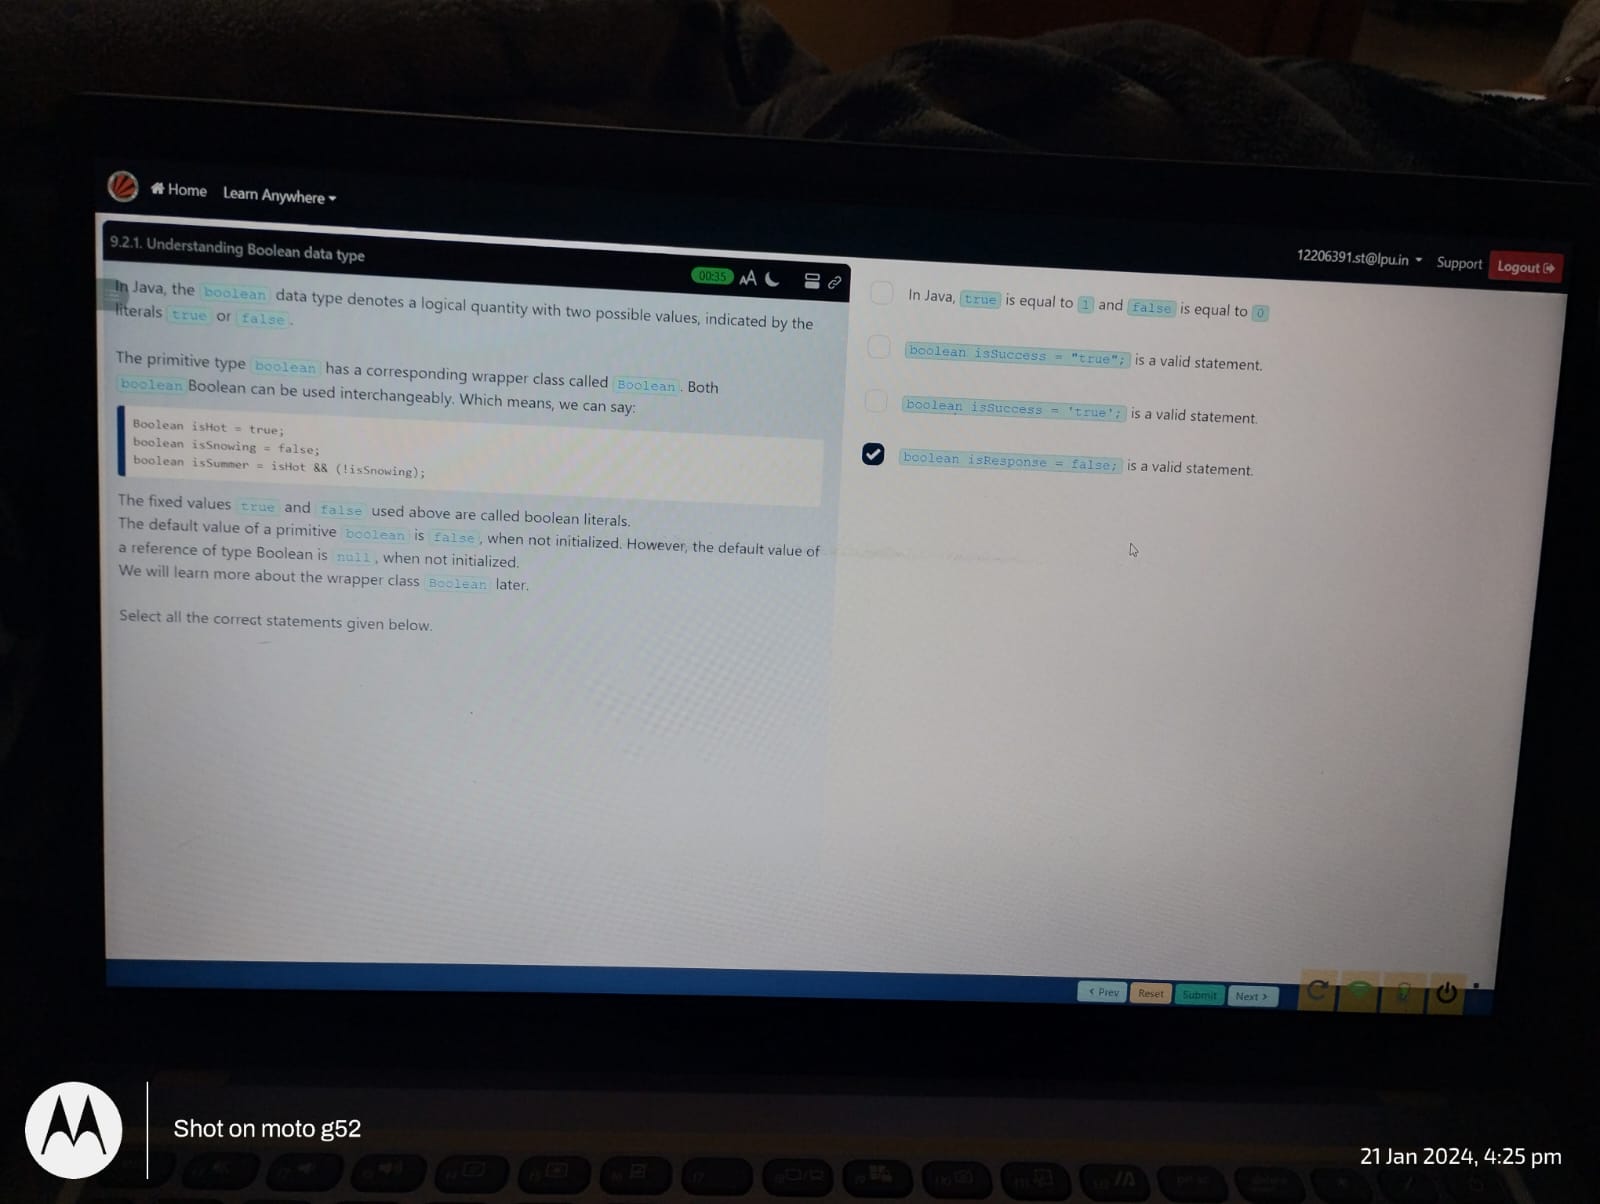 Home Learn Anywhere
12206391.st@lpu.in Support Logout
9.2.1. Understanding Boolean data type
00:35 AA
In Java, the boolean data type denotes a logical quantity with two possible values, indicated by the
literals true or false .
The primitive type boolean has a corresponding wrapper class called Boolean . Both
boolean Boolean can be used interchangeably. Which means, we can say:
Boolean isHot = true;
boolean isSnowing = false;
boolean isSummer = isHot && (!isSnowing);
The fixed values true and false used above are called boolean literals.
The default value of a primitive boolean is false , when not initialized. However, the default value of
a reference of type Boolean is null , when not initialized.
We will learn more about the wrapper class Boolean later.
Select all the correct statements given below.
In Java, true is equal to 1 and false is equal to 0
boolean isSuccess = "true"; is a valid statement.
boolean isSuccess = 'true'; is a valid statement.
boolean isResponse = false; is a valid statement.
< Prev Reset Submit Next >
Shot on moto g52
21 Jan 2024, 4:25 pm